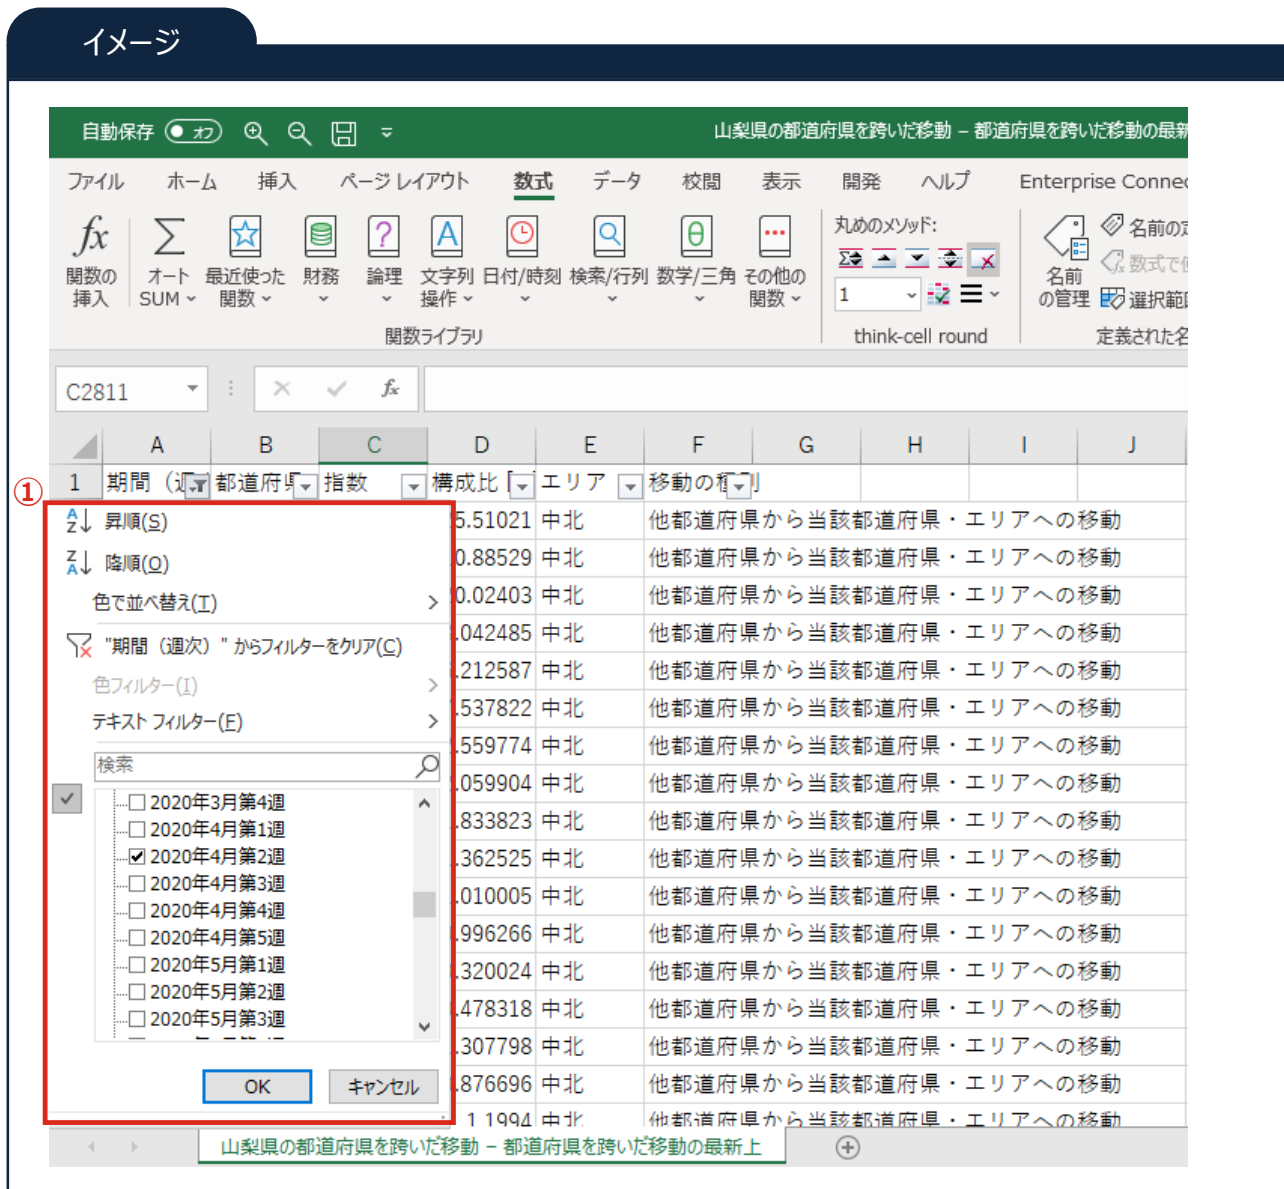 イメージ
自動保存 オフ
山梨県の都道府県を跨いだ移動 – 都道府県を跨いだ移動の最新
ファイル ホーム 挿入 ページ レイアウト 数式 データ 校閲 表示 開発 ヘルプ Enterprise Connec
fx 関数の挿入
オート SUM
最近使った関数
財務
論理
文字列操作
日付/時刻
検索/行列
数学/三角
その他の関数
関数ライブラリ
丸めのメソッド:
1
think-cell round
名前の管理
名前の定
数式で使
選択範囲
定義された名
C2811 fx
A B C D E F G H I J
1 期間（週 都道府県 指数 構成比 エリア 移動の種別
①
昇順(S)
降順(O)
色で並べ替え(T)
"期間（週次）" からフィルターをクリア(C)
色フィルター(I)
テキスト フィルター(F)
検索
2020年3月第4週
2020年4月第1週
2020年4月第2週
2020年4月第3週
2020年4月第4週
2020年4月第5週
2020年5月第1週
2020年5月第2週
2020年5月第3週
OK キャンセル
5.51021 中北 他都道府県から当該都道府県・エリアへの移動
0.88529 中北 他都道府県から当該都道府県・エリアへの移動
0.02403 中北 他都道府県から当該都道府県・エリアへの移動
.042485 中北 他都道府県から当該都道府県・エリアへの移動
.212587 中北 他都道府県から当該都道府県・エリアへの移動
.537822 中北 他都道府県から当該都道府県・エリアへの移動
.559774 中北 他都道府県から当該都道府県・エリアへの移動
.059904 中北 他都道府県から当該都道府県・エリアへの移動
.833823 中北 他都道府県から当該都道府県・エリアへの移動
.362525 中北 他都道府県から当該都道府県・エリアへの移動
.010005 中北 他都道府県から当該都道府県・エリアへの移動
.996266 中北 他都道府県から当該都道府県・エリアへの移動
.320024 中北 他都道府県から当該都道府県・エリアへの移動
.478318 中北 他都道府県から当該都道府県・エリアへの移動
.307798 中北 他都道府県から当該都道府県・エリアへの移動
.876696 中北 他都道府県から当該都道府県・エリアへの移動
1.1994 中北 他都道府県から当該都道府県・エリアへの移動
山梨県の都道府県を跨いだ移動 – 都道府県を跨いだ移動の最新上